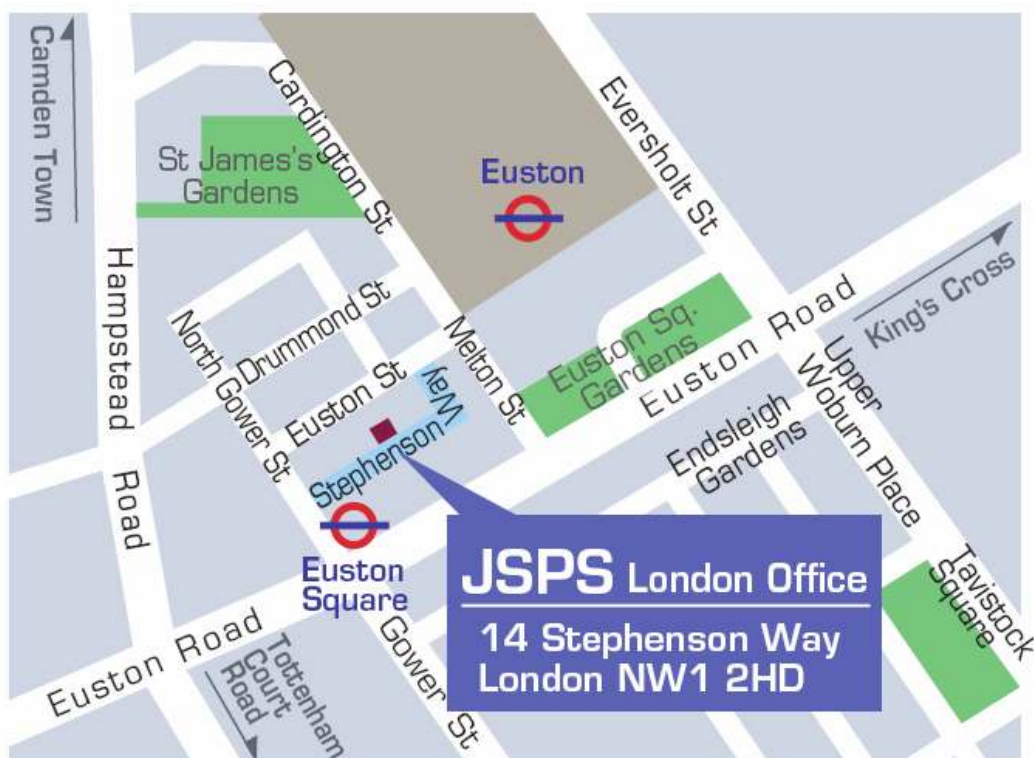 Camden Town
Cardington St
Eversholt St
St James's
Gardens
Euston
Hampstead
Road
King's Cross
Drummond St
North Gower St
Melton St
Euston Sq.
Gardens
Euston Road
Upper
Woburn Place
Euston St
Stephenson
Way
Endsleigh
Gardens
Euston
Square
JSPS London Office
14 Stephenson Way
London NW1 2HD
Tavistock
Square
Euston Road
Tottenham
Court
Road
Gower St